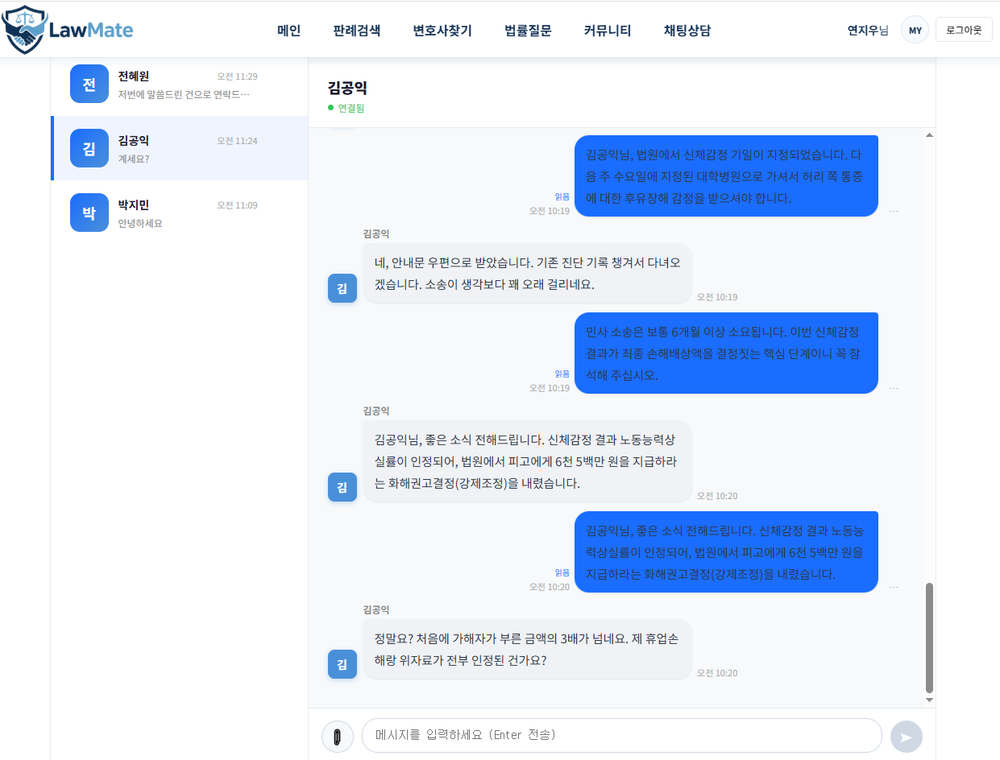 LawMate
메인 판례검색 변호사찾기 법률질문 커뮤니티 채팅상담
연지우님 MY 로그아웃
전 전혜원 오전 11:29
저번에 말씀드린 건으로 연락드…
김 김공익 오전 11:24
계세요?
박 박지민 오전 11:09
안녕하세요
김공익
연결됨
김공익님, 법원에서 신체감정 기일이 지정되었습니다. 다
음 주 수요일에 지정된 대학병원으로 가셔서 허리 쪽 통증
에 대한 후유장해 감정을 받으셔야 합니다.
읽음
오전 10:19
...
김공익
네, 안내문 우편으로 받았습니다. 기존 진단 기록 챙겨서 다녀오
겠습니다. 소송이 생각보다 꽤 오래 걸리네요.
김
오전 10:19
민사 소송은 보통 6개월 이상 소요됩니다. 이번 신체감정
결과가 최종 손해배상액을 결정짓는 핵심 단계이니 꼭 참
석해 주십시오.
읽음
오전 10:19
...
김공익
김공익님, 좋은 소식 전해드립니다. 신체감정 결과 노동능력상
실률이 인정되어, 법원에서 피고에게 6천 5백만 원을 지급하라
는 화해권고결정(강제조정)을 내렸습니다.
김
오전 10:20
김공익님, 좋은 소식 전해드립니다. 신체감정 결과 노동능
력상실률이 인정되어, 법원에서 피고에게 6천 5백만 원을
지급하라는 화해권고결정(강제조정)을 내렸습니다.
읽음
오전 10:20
...
김공익
정말요? 처음에 가해자가 부른 금액의 3배가 넘네요. 제 휴업손
해랑 위자료가 전부 인정된 건가요?
김
오전 10:20
메시지를 입력하세요 (Enter 전송)